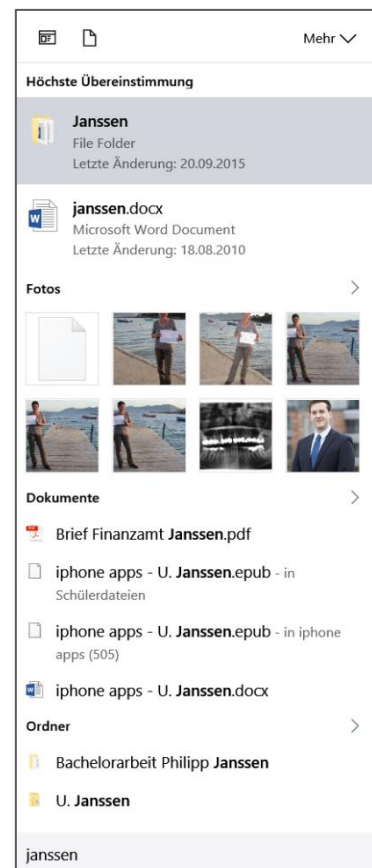 Mehr
Höchste Übereinstimmung
Janssen
File Folder
Letzte Änderung: 20.09.2015
janssen.docx
Microsoft Word Document
Letzte Änderung: 18.08.2010
Fotos
Dokumente
Brief Finanzamt Janssen.pdf
iphone apps - U. Janssen.epub - in
Schülerdateien
iphone apps - U. Janssen.epub - in iphone
apps (505)
iphone apps - U. Janssen.docx
Ordner
Bachelorarbeit Philipp Janssen
U. Janssen
janssen